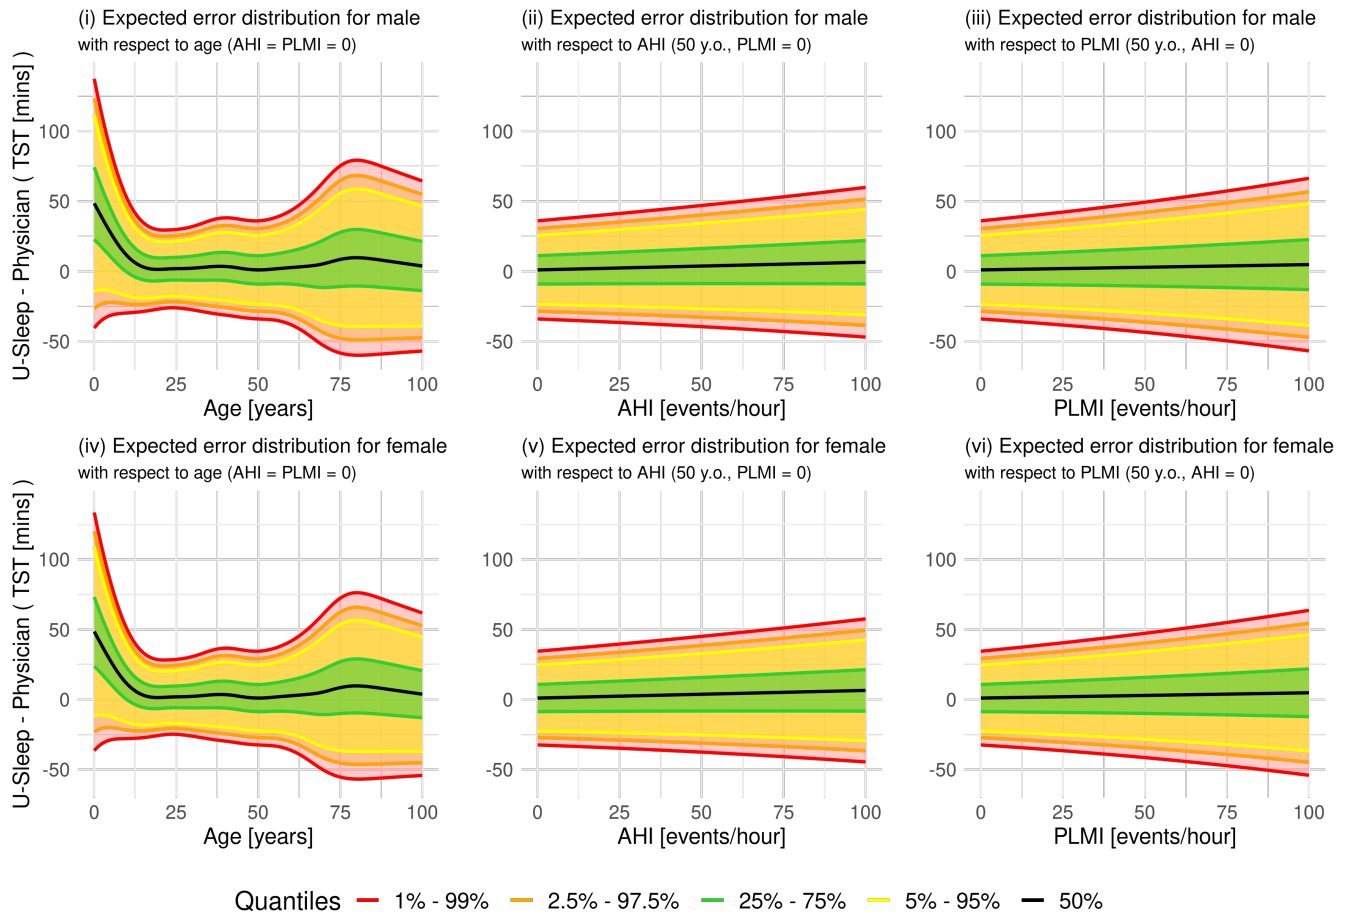 (i) Expected error distribution for male
with respect to age (AHI = PLMI = 0)
U-Sleep - Physician ( TST [mins] )
100
50
0
-50
0 25 50 75 100
Age [years]
(ii) Expected error distribution for male
with respect to AHI (50 y.o., PLMI = 0)
100
50
0
-50
0 25 50 75 100
AHI [events/hour]
(iii) Expected error distribution for male
with respect to PLMI (50 y.o., AHI = 0)
100
50
0
-50
0 25 50 75 100
PLMI [events/hour]
(iv) Expected error distribution for female
with respect to age (AHI = PLMI = 0)
U-Sleep - Physician ( TST [mins] )
100
50
0
-50
0 25 50 75 100
Age [years]
(v) Expected error distribution for female
with respect to AHI (50 y.o., PLMI = 0)
100
50
0
-50
0 25 50 75 100
AHI [events/hour]
(vi) Expected error distribution for female
with respect to PLMI (50 y.o., AHI = 0)
100
50
0
-50
0 25 50 75 100
PLMI [events/hour]
Quantiles 1% - 99% 2.5% - 97.5% 25% - 75% 5% - 95% 50%